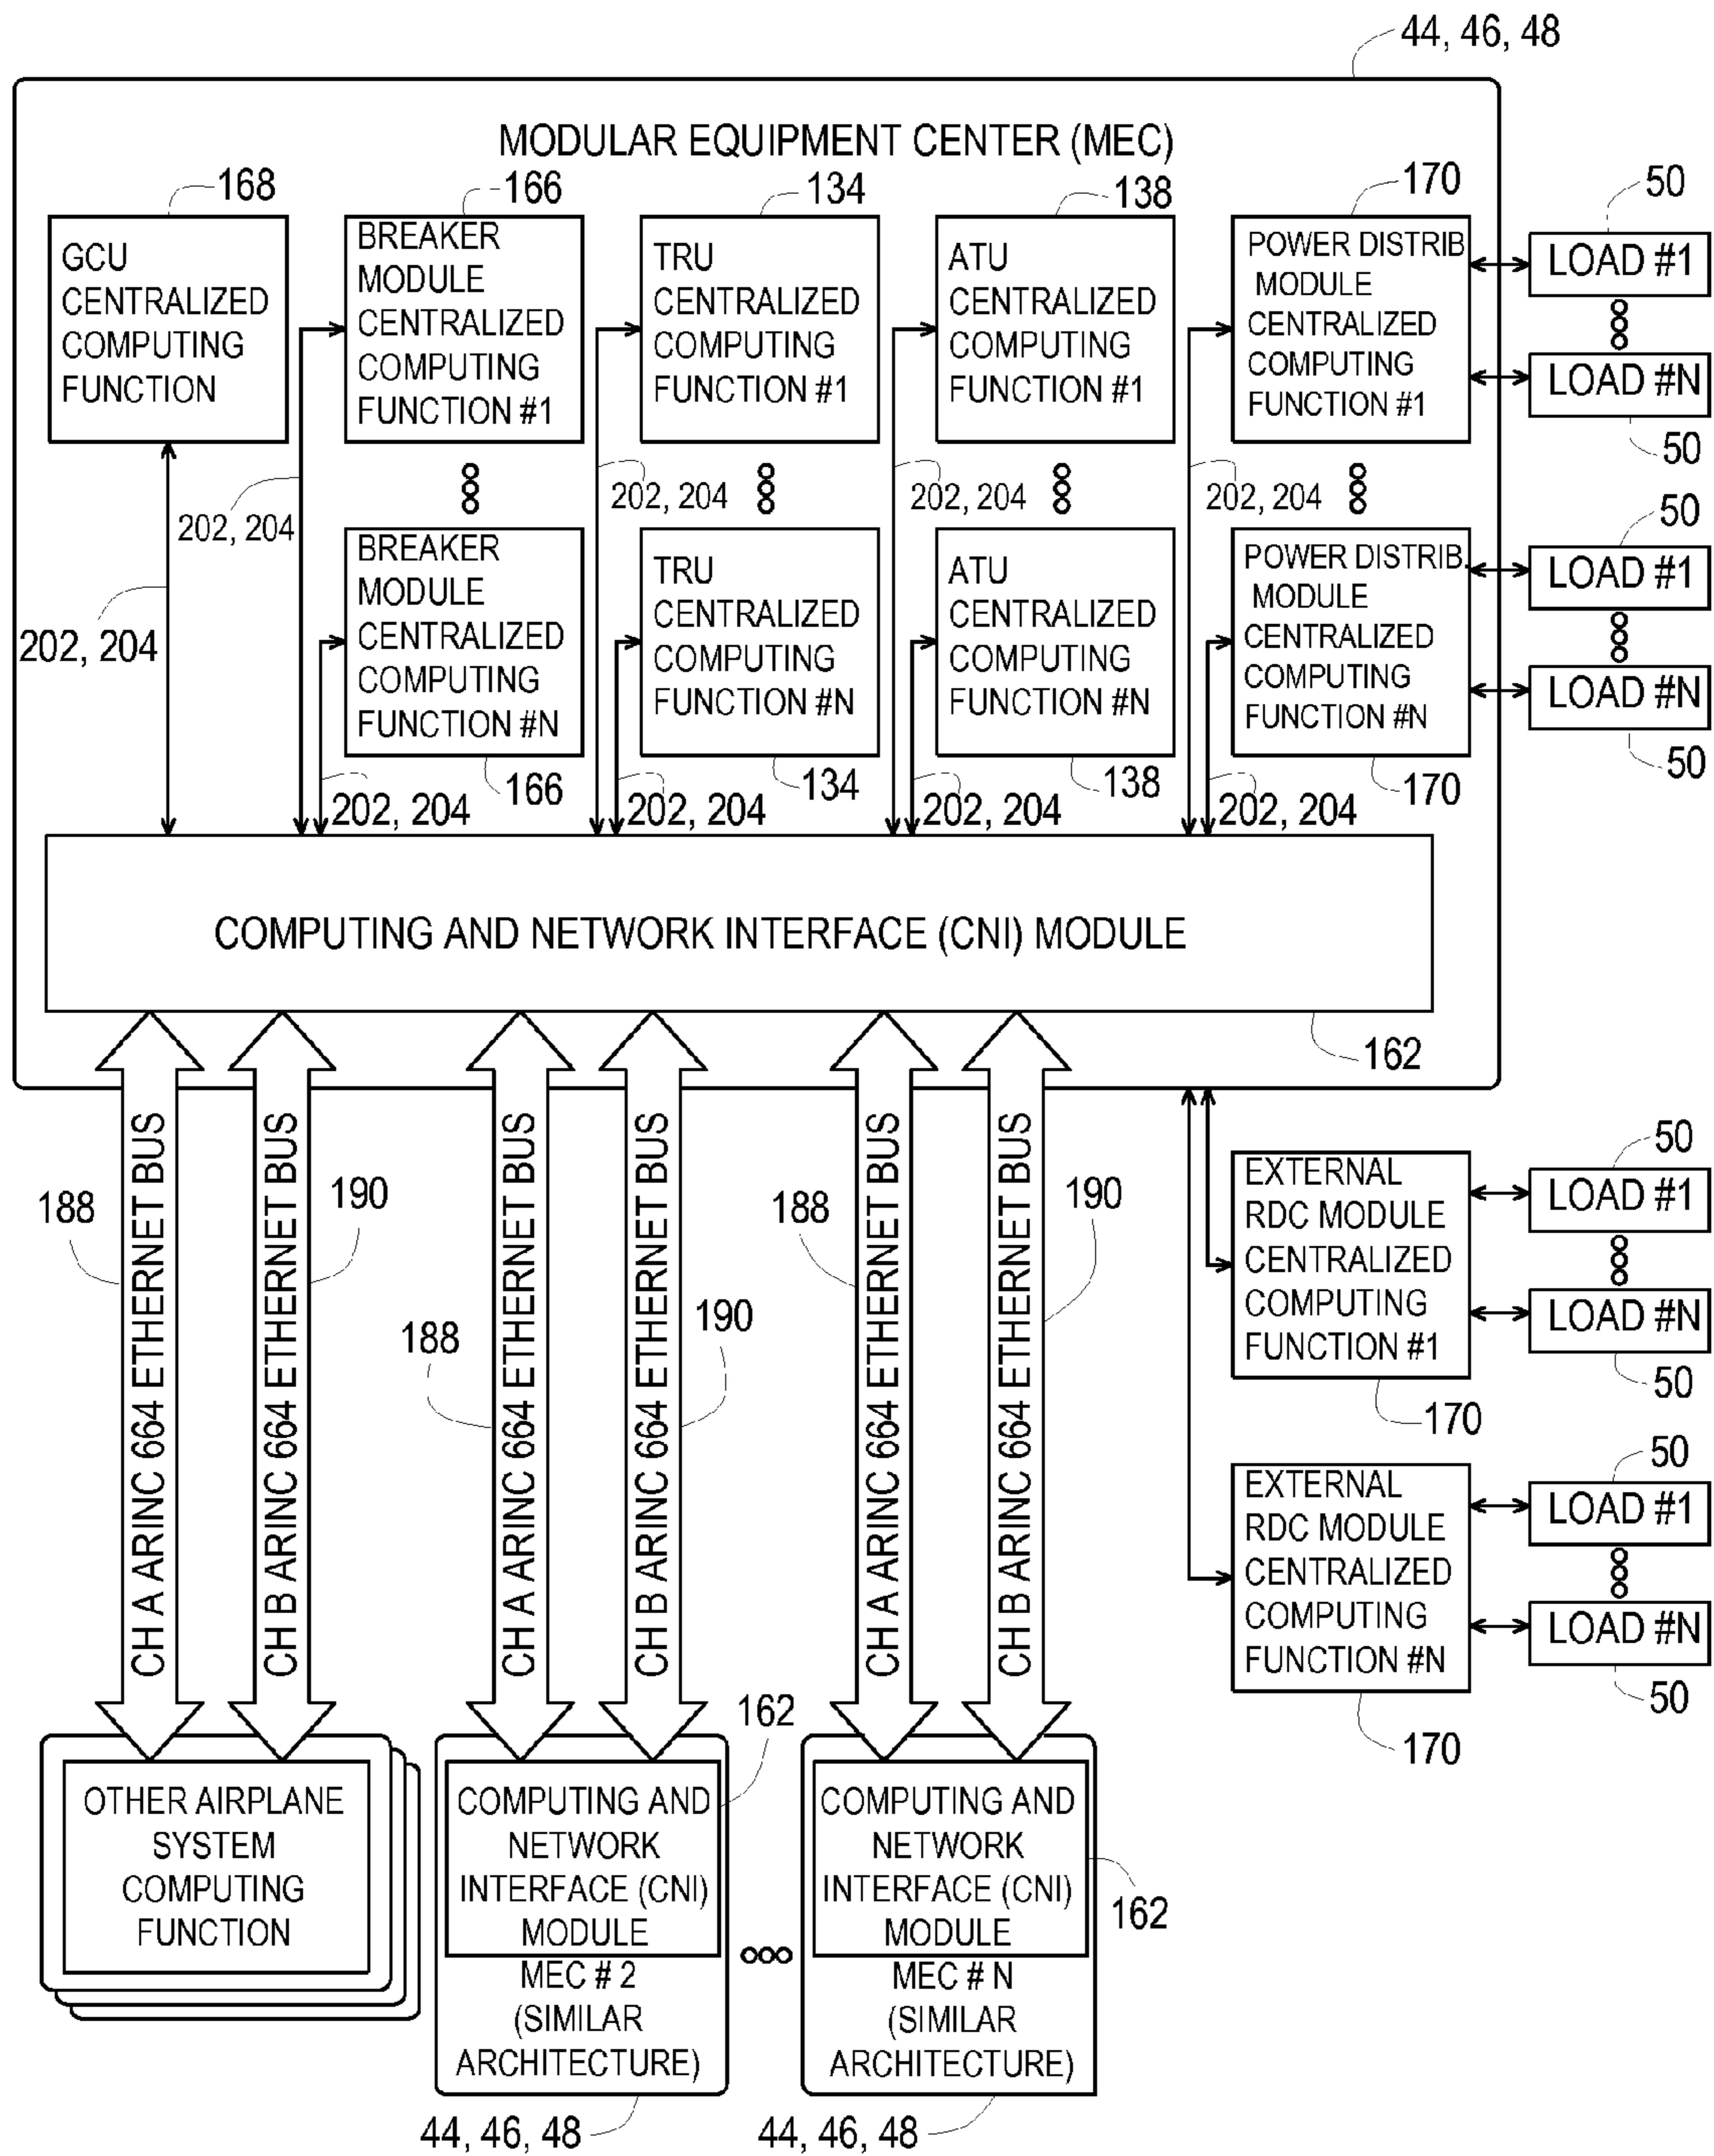 44, 46, 48
MODULAR EQUIPMENT CENTER (MEC)
168
166
134
138
170
50
GCU
CENTRALIZED
COMPUTING
FUNCTION
BREAKER
MODULE
CENTRALIZED
COMPUTING
FUNCTION #1
TRU
CENTRALIZED
COMPUTING
FUNCTION #1
ATU
CENTRALIZED
COMPUTING
FUNCTION #1
POWER DISTRIB
MODULE
CENTRALIZED
COMPUTING
FUNCTION #1
LOAD #1
LOAD #N
50
202, 204
202, 204
202, 204
202, 204
202, 204
50
BREAKER
MODULE
CENTRALIZED
COMPUTING
FUNCTION #N
TRU
CENTRALIZED
COMPUTING
FUNCTION #N
ATU
CENTRALIZED
COMPUTING
FUNCTION #N
POWER DISTRIB.
MODULE
CENTRALIZED
COMPUTING
FUNCTION #N
LOAD #1
LOAD #N
50
166
134
138
170
202, 204
202, 204
202, 204
202, 204
COMPUTING AND NETWORK INTERFACE (CNI) MODULE
162
CH A ARINC 664 ETHERNET BUS
CH B ARINC 664 ETHERNET BUS
CH A ARINC 664 ETHERNET BUS
CH B ARINC 664 ETHERNET BUS
CH A ARINC 664 ETHERNET BUS
CH B ARINC 664 ETHERNET BUS
188
190
188
190
188
190
50
EXTERNAL
RDC MODULE
CENTRALIZED
COMPUTING
FUNCTION #1
LOAD #1
LOAD #N
50
170
50
EXTERNAL
RDC MODULE
CENTRALIZED
COMPUTING
FUNCTION #N
LOAD #1
LOAD #N
50
170
OTHER AIRPLANE
SYSTEM
COMPUTING
FUNCTION
162
COMPUTING AND
NETWORK
INTERFACE (CNI)
MODULE
MEC # 2
(SIMILAR
ARCHITECTURE)
COMPUTING AND
NETWORK
INTERFACE (CNI)
MODULE
162
MEC # N
(SIMILAR
ARCHITECTURE)
44, 46, 48
44, 46, 48